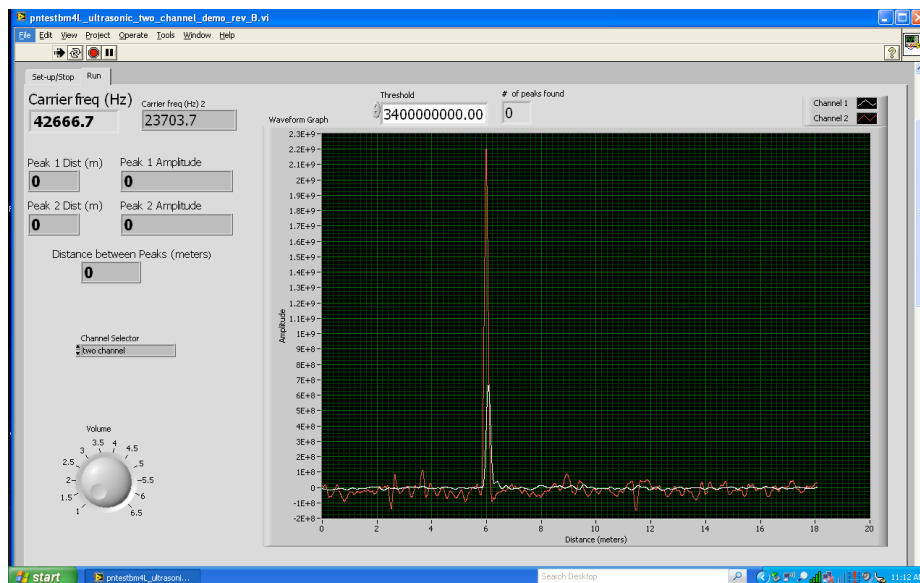 pntestbm4L_ultrasonic_two_channel_demo_rev_B.vi
File Edit View Project Operate Tools Window Help
Set-up/Stop Run
Carrier freq (Hz)
42666.7
Carrier freq (Hz) 2
23703.7
Threshold
3400000000.00
# of peaks found
0
Channel 1
Channel 2
Waveform Graph
Peak 1 Dist (m)
0
Peak 1 Amplitude
0
Peak 2 Dist (m)
0
Peak 2 Amplitude
0
Distance between Peaks (meters)
0
Channel Selector
two channel
Volume
1 1.5 2 2.5 3 3.5 4 4.5 5 5.5 6 6.5
Amplitude
2.3E+9
2.2E+9
2.1E+9
2E+9
1.9E+9
1.8E+9
1.7E+9
1.6E+9
1.5E+9
1.4E+9
1.3E+9
1.2E+9
1.1E+9
1E+9
9E+8
8E+8
7E+8
6E+8
5E+8
4E+8
3E+8
2E+8
1E+8
0
-1E+8
-2E+8
0 2 4 6 8 10 12 14 16 18 20
Distance (meters)
start
pntestbm4L_ultrasoni...
Search Desktop
11:12 A